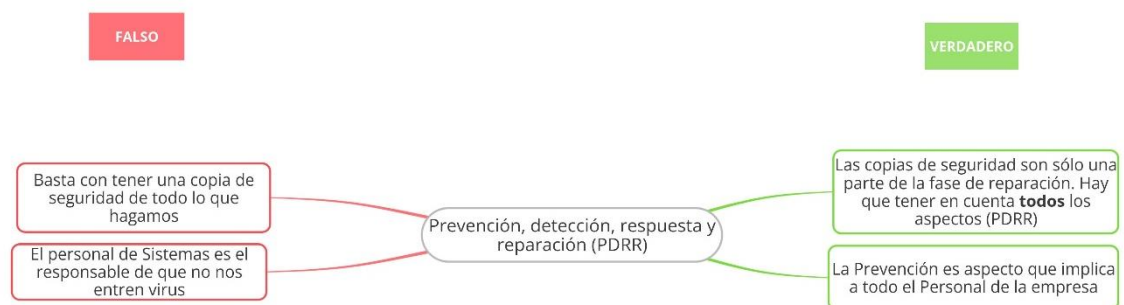 FALSO
VERDADERO
Basta con tener una copia de
seguridad de todo lo que
hagamos
El personal de Sistemas es el
responsable de que no nos
entren virus
Prevención, detección, respuesta y
reparación (PDRR)
Las copias de seguridad son sólo una
parte de la fase de reparación. Hay
que tener en cuenta todos los
aspectos (PDRR)
La Prevención es aspecto que implica
a todo el Personal de la empresa